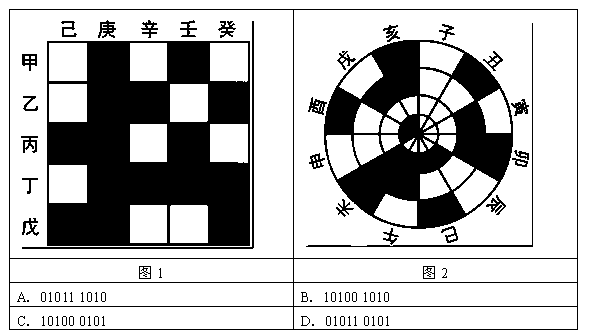 己 庚 辛 壬 癸
甲
乙
丙
丁
戊
子
丑
寅
卯
辰
巳
午
未
申
酉
戌
亥
图 1
图 2
A．01011 1010
B．10100 1010
C．10100 0101
D．01011 0101